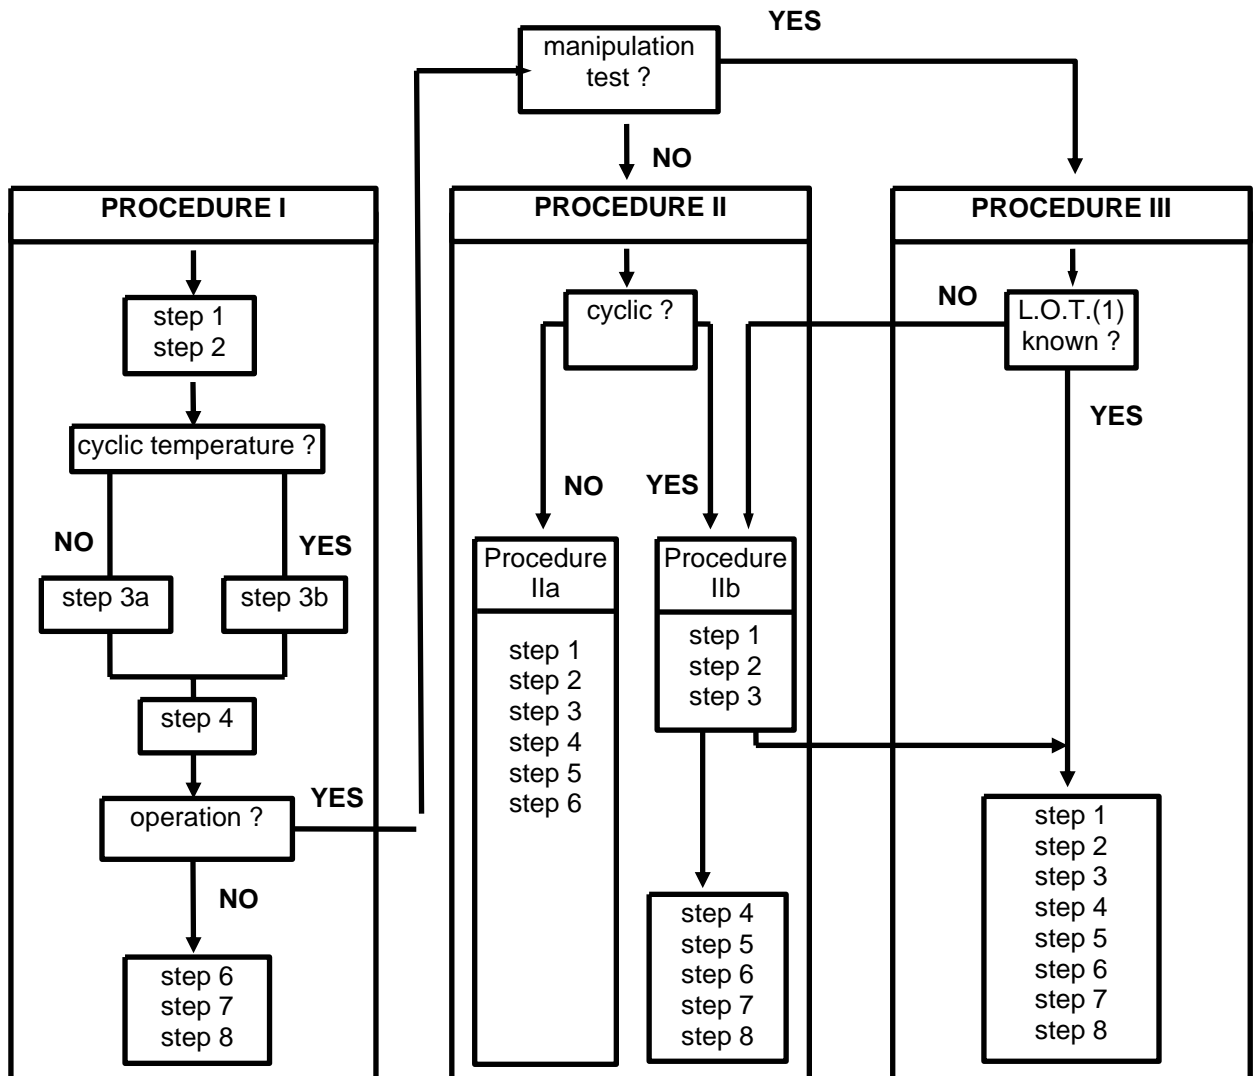 YES
manipulation
test ?
NO
PROCEDURE I
step 1
step 2
cyclic temperature ?
NO
YES
step 3a
step 3b
step 4
operation ?
YES
NO
step 6
step 7
step 8
PROCEDURE II
cyclic ?
NO
YES
Procedure
IIa
step 1
step 2
step 3
step 4
step 5
step 6
Procedure
IIb
step 1
step 2
step 3
step 4
step 5
step 6
step 7
step 8
PROCEDURE III
NO
L.O.T.(1)
known ?
YES
step 1
step 2
step 3
step 4
step 5
step 6
step 7
step 8